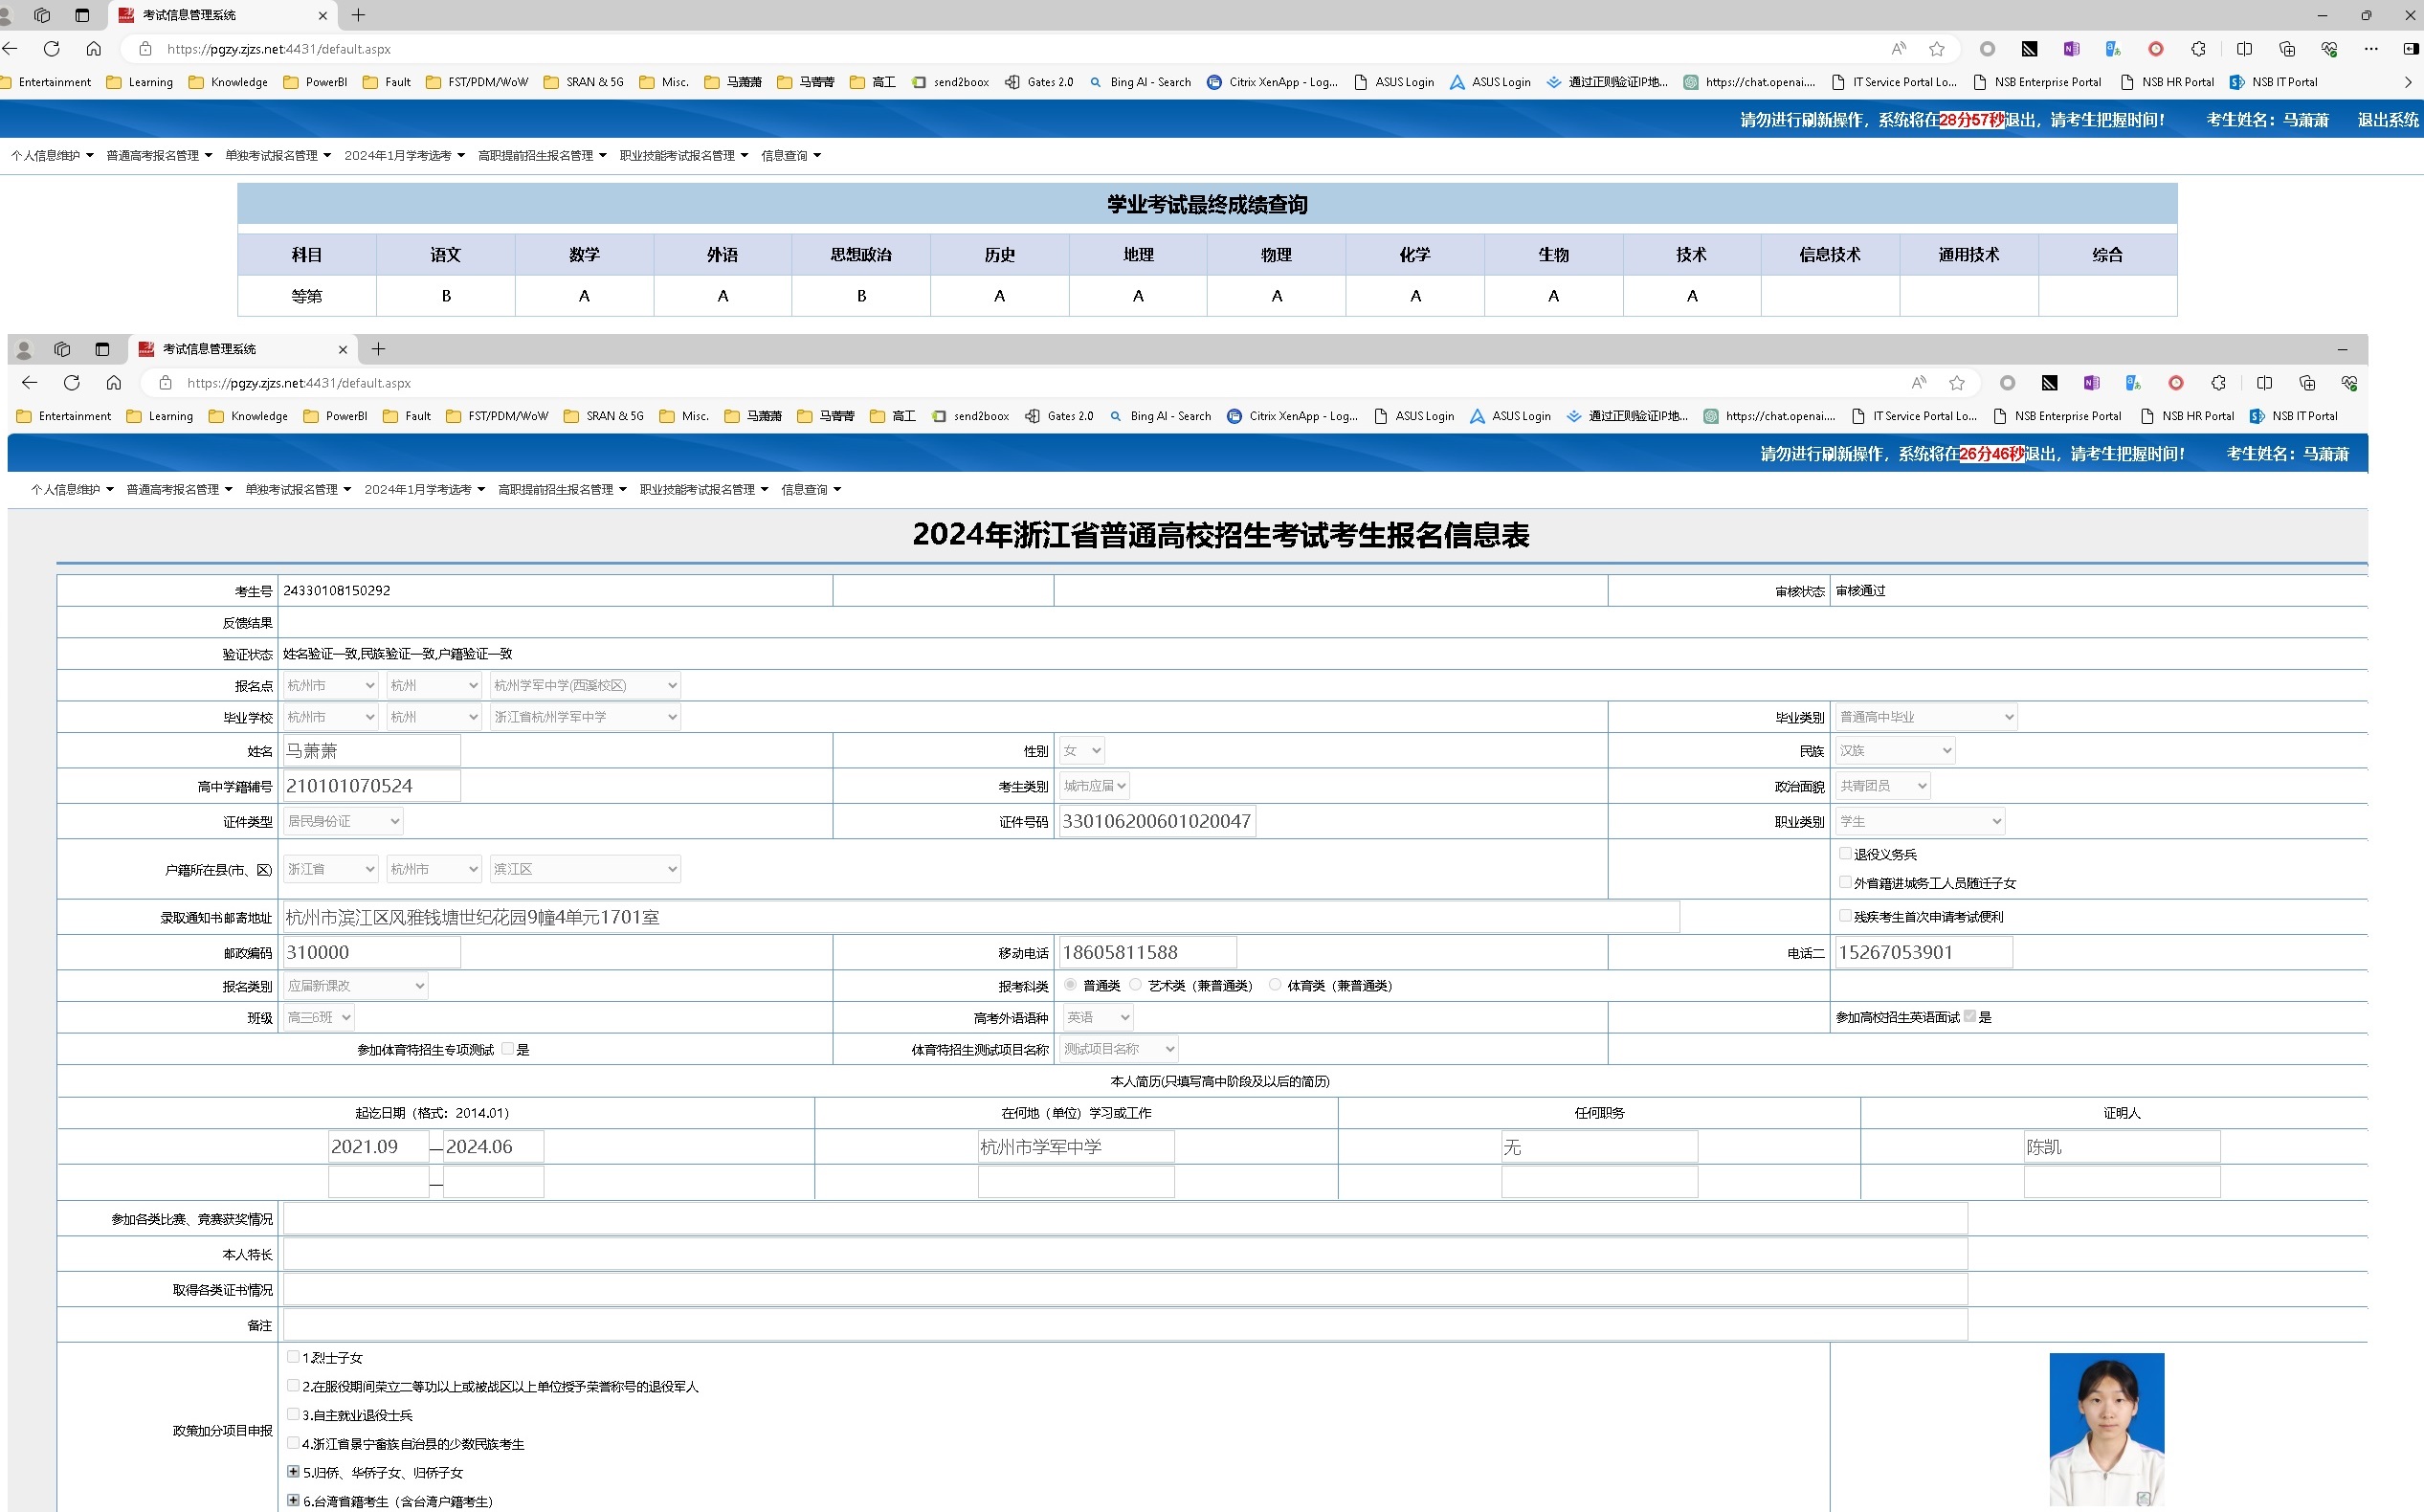 考试信息管理系统
https://pgzy.zjzs.net:4431/default.aspx
Entertainment Learning Knowledge PowerBI Fault FST/PDM/WoW SRAN & 5G Misc. 马萧萧 马菁菁 高工 send2boox Gates 2.0 Bing AI - Search Citrix XenApp - Log... ASUS Login ASUS Login 通过正则验证IP地... https://chat.openai.... IT Service Portal Lo... NSB Enterprise Portal NSB HR Portal NSB IT Portal
请勿进行刷新操作，系统将在28分57秒退出，请考生把握时间！ 考生姓名：马萧萧 退出系统
个人信息维护 普通高考报名管理 单独考试报名管理 2024年1月学考选考 高职提前招生报名管理 职业技能考试报名管理 信息查询
学业考试最终成绩查询
科目 语文 数学 外语 思想政治 历史 地理 物理 化学 生物 技术 信息技术 通用技术 综合
等第 B A A B A A A A A A
考试信息管理系统
https://pgzy.zjzs.net:4431/default.aspx
Entertainment Learning Knowledge PowerBI Fault FST/PDM/WoW SRAN & 5G Misc. 马萧萧 马菁菁 高工 send2boox Gates 2.0 Bing AI - Search Citrix XenApp - Log... ASUS Login ASUS Login 通过正则验证IP地... https://chat.openai.... IT Service Portal Lo... NSB Enterprise Portal NSB HR Portal NSB IT Portal
请勿进行刷新操作，系统将在26分46秒退出，请考生把握时间！ 考生姓名：马萧萧
个人信息维护 普通高考报名管理 单独考试报名管理 2024年1月学考选考 高职提前招生报名管理 职业技能考试报名管理 信息查询
2024年浙江省普通高校招生考试考生报名信息表
考生号 24330108150292 审核状态 审核通过
反馈结果
验证状态 姓名验证一致,民族验证一致,户籍验证一致
报名点 杭州市 杭州 杭州学军中学(西溪校区)
毕业学校 杭州市 杭州 浙江省杭州学军中学 毕业类别 普通高中毕业
姓名 马萧萧 性别 女 民族 汉族
高中学籍辅号 210101070524 考生类别 城市应届 政治面貌 共青团员
证件类型 居民身份证 证件号码 330106200601020047 职业类别 学生
户籍所在县(市、区) 浙江省 杭州市 滨江区 退役义务兵
外省籍进城务工人员随迁子女
录取通知书邮寄地址 杭州市滨江区风雅钱塘世纪花园9幢4单元1701室 残疾考生首次申请考试便利
邮政编码 310000 移动电话 18605811588 电话二 15267053901
报名类别 应届新课改 报考科类 普通类 艺术类（兼普通类） 体育类（兼普通类）
班级 高三6班 高考外语语种 英语 参加高校招生英语面试 是
参加体育特招生专项测试 是 体育特招生测试项目名称 测试项目名称
本人简历(只填写高中阶段及以后的简历)
起讫日期（格式：2014.01） 在何地（单位）学习或工作 任何职务 证明人
2021.09—2024.06 杭州市学军中学 无 陈凯
—
参加各类比赛、竞赛获奖情况
本人特长
取得各类证书情况
备注
政策加分项目申报
1.烈士子女
2.在服役期间荣立二等功以上或被战区以上单位授予荣誉称号的退役军人
3.自主就业退役士兵
4.浙江省景宁畲族自治县的少数民族考生
5.归侨、华侨子女、归侨子女
6.台湾省籍考生（含台湾户籍考生）